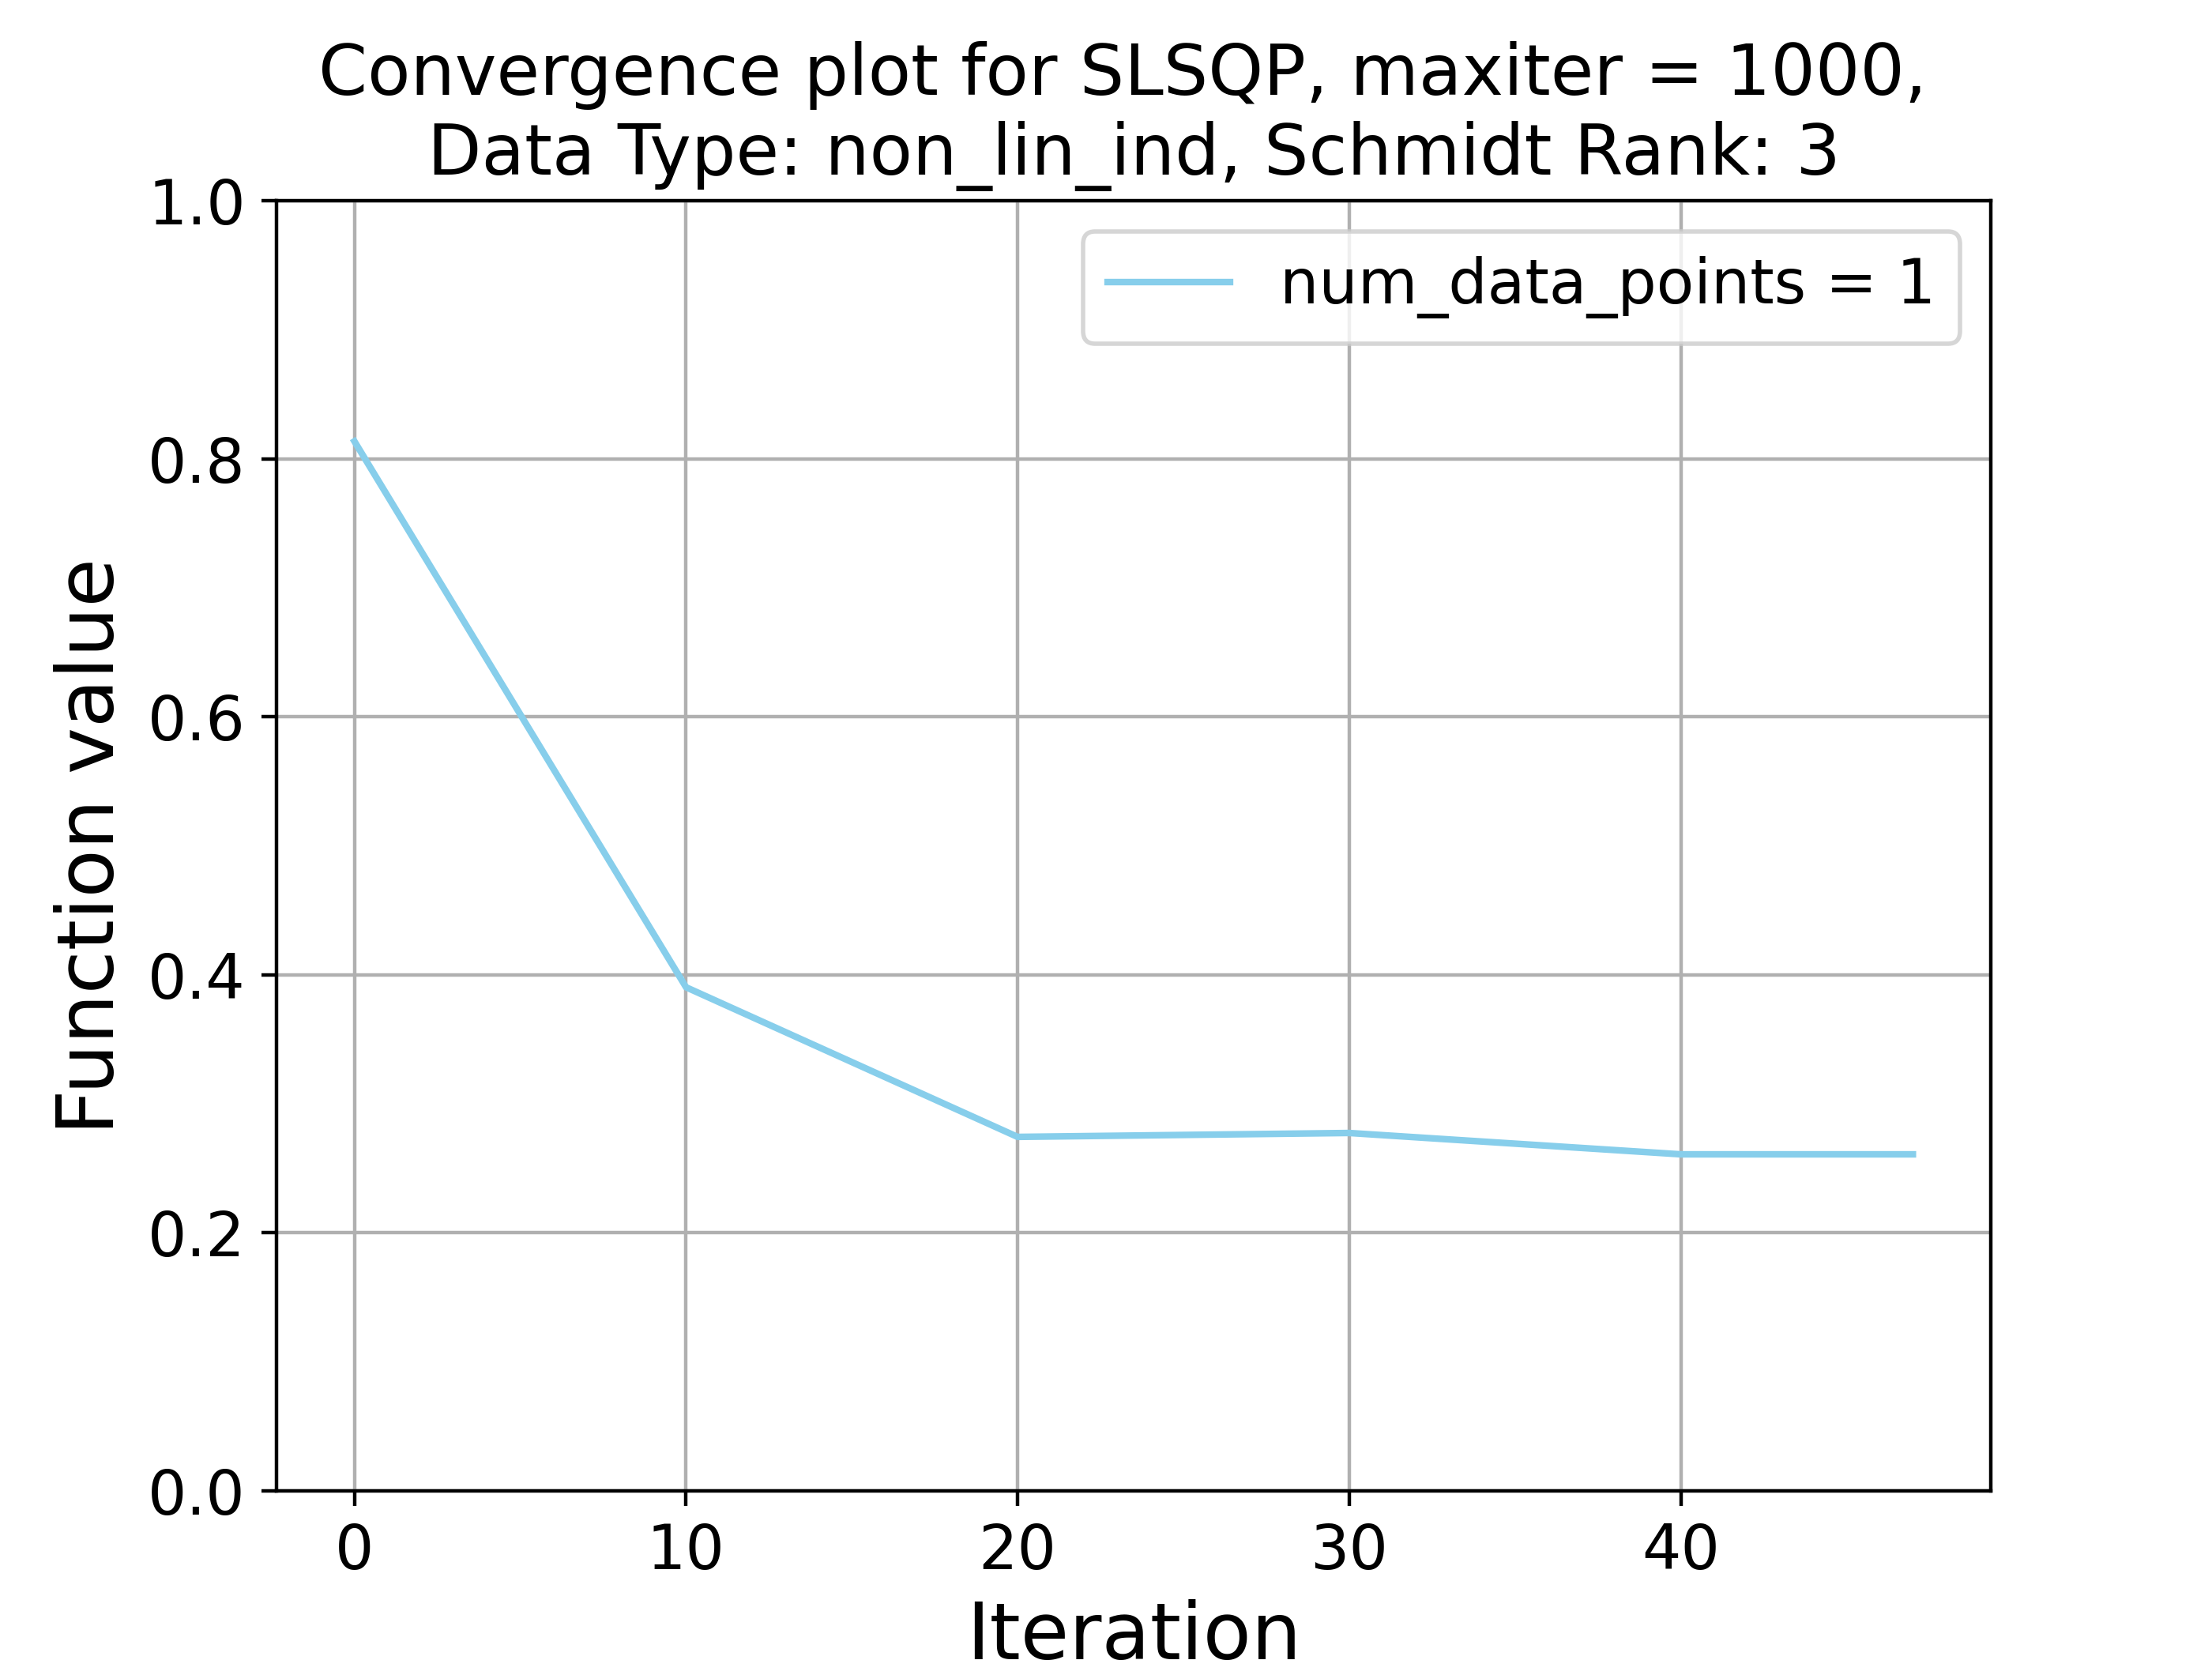 Convergence plot for SLSQP, maxiter = 1000,
Data Type: non_lin_ind, Schmidt Rank: 3
num_data_points = 1
1.0
0.8
0.6
0.4
0.2
0.0
Function value
0 10 20 30 40
Iteration